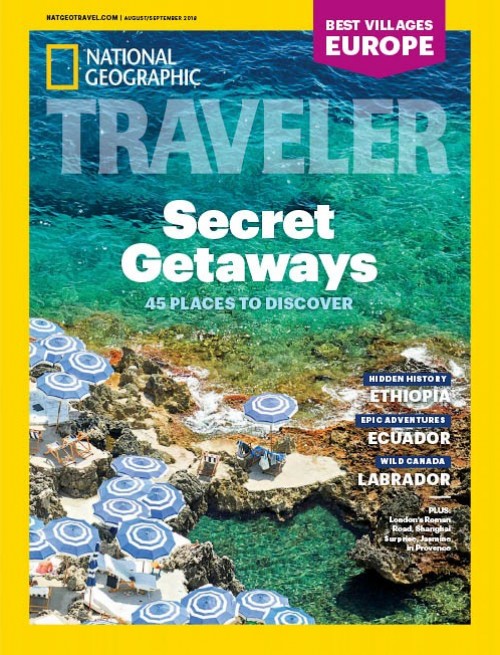 NATGEOTRAVEL.COM | AUGUST/SEPTEMBER 2018
BEST VILLAGES
EUROPE
NATIONAL
GEOGRAPHIC
TRAVELER
Secret
Getaways
45 PLACES TO DISCOVER
HIDDEN HISTORY
ETHIOPIA
EPIC ADVENTURES
ECUADOR
WILD CANADA
LABRADOR
PLUS:
London's Roman
Road, Shanghai
Surprise, Jasmine
in Provence